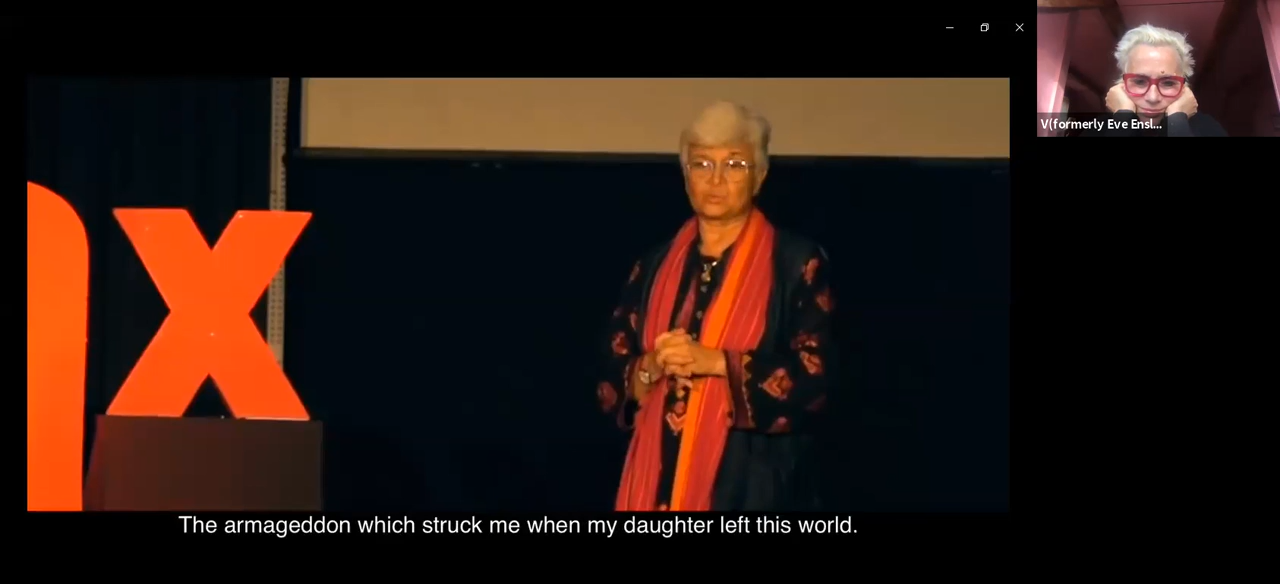 V(formerly Eve Ensl...
X
The armageddon which struck me when my daughter left this world.